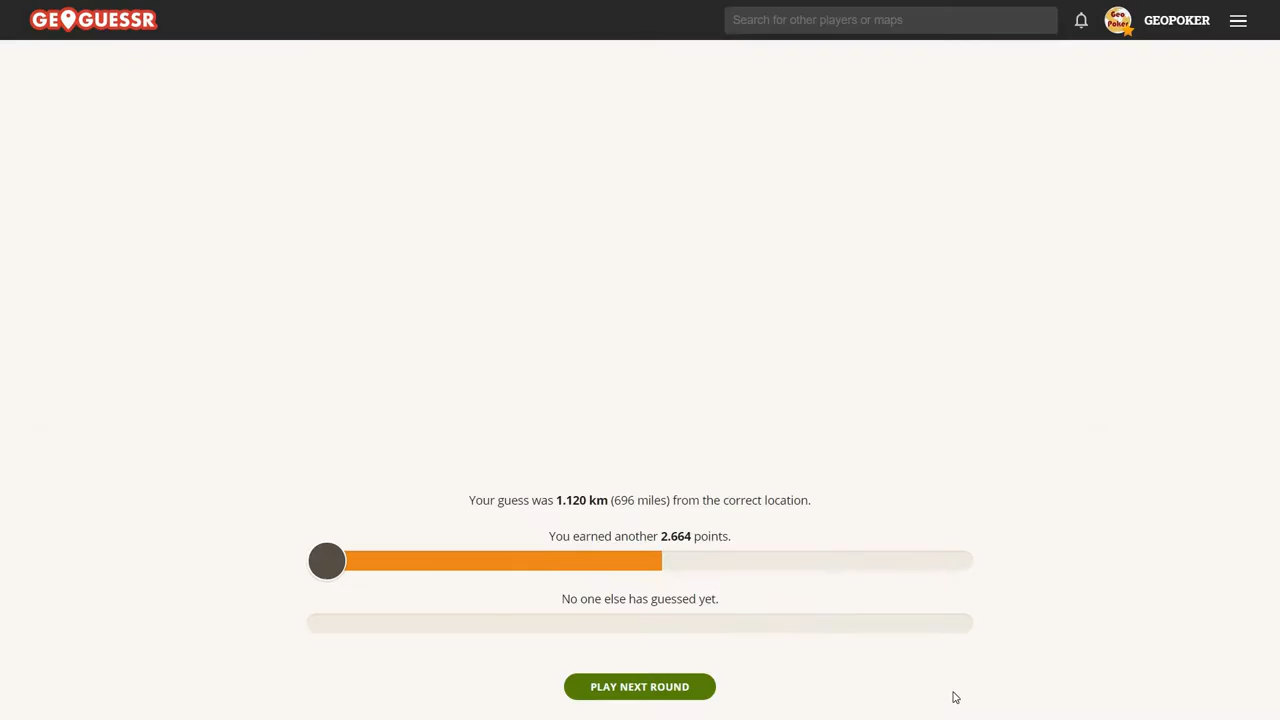 GEOGUESSR
Search for other players or maps
Geo
Poker
GEOPOKER
Your guess was 1.120 km (696 miles) from the correct location.
You earned another 2.664 points.
No one else has guessed yet.
PLAY NEXT ROUND